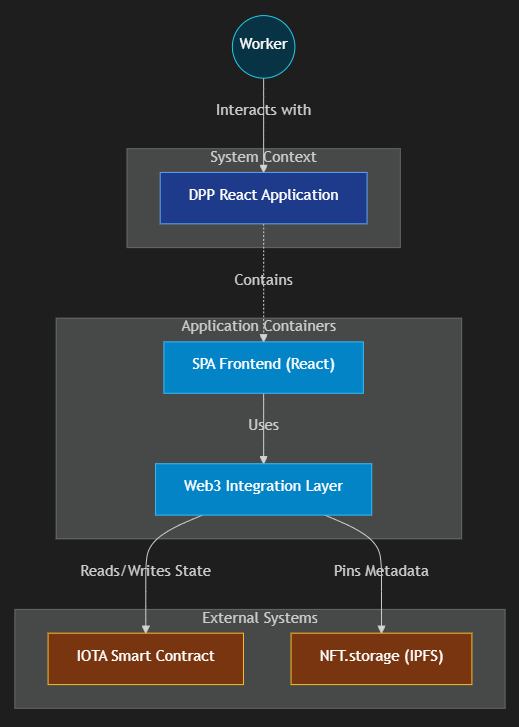 Worker
Interacts with
System Context
DPP React Application
Contains
Application Containers
SPA Frontend (React)
Uses
Web3 Integration Layer
Reads/Writes State
Pins Metadata
External Systems
IOTA Smart Contract
NFT.storage (IPFS)